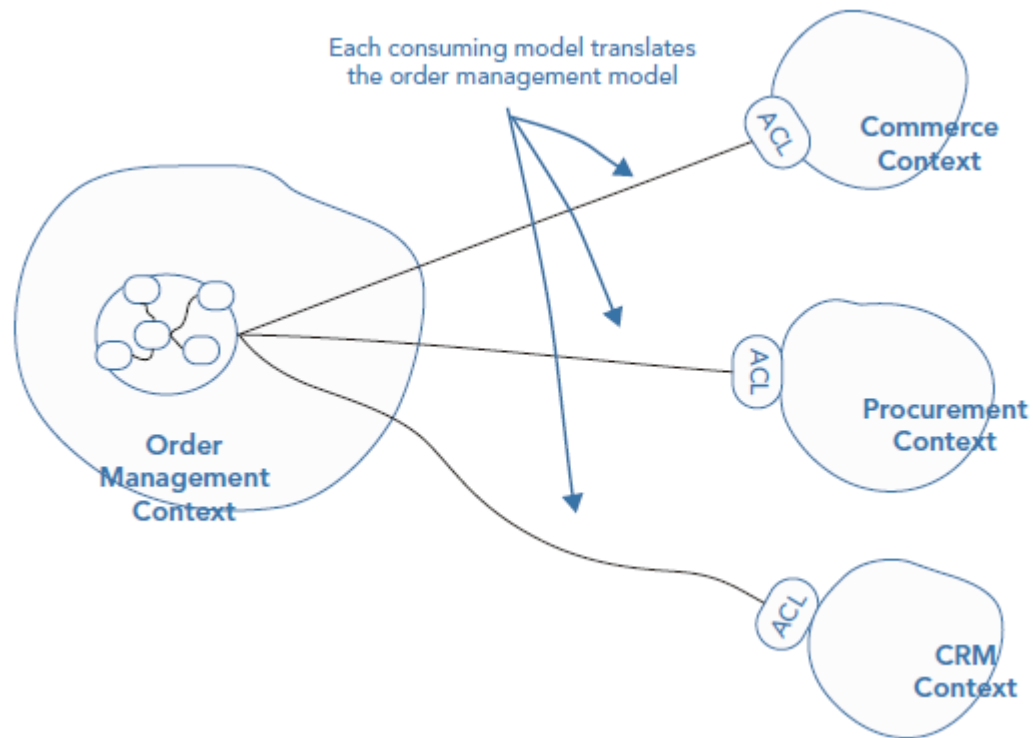 Each consuming model translates
the order management model
ACL
Commerce
Context
ACL
Procurement
Context
Order
Management
Context
ACL
CRM
Context